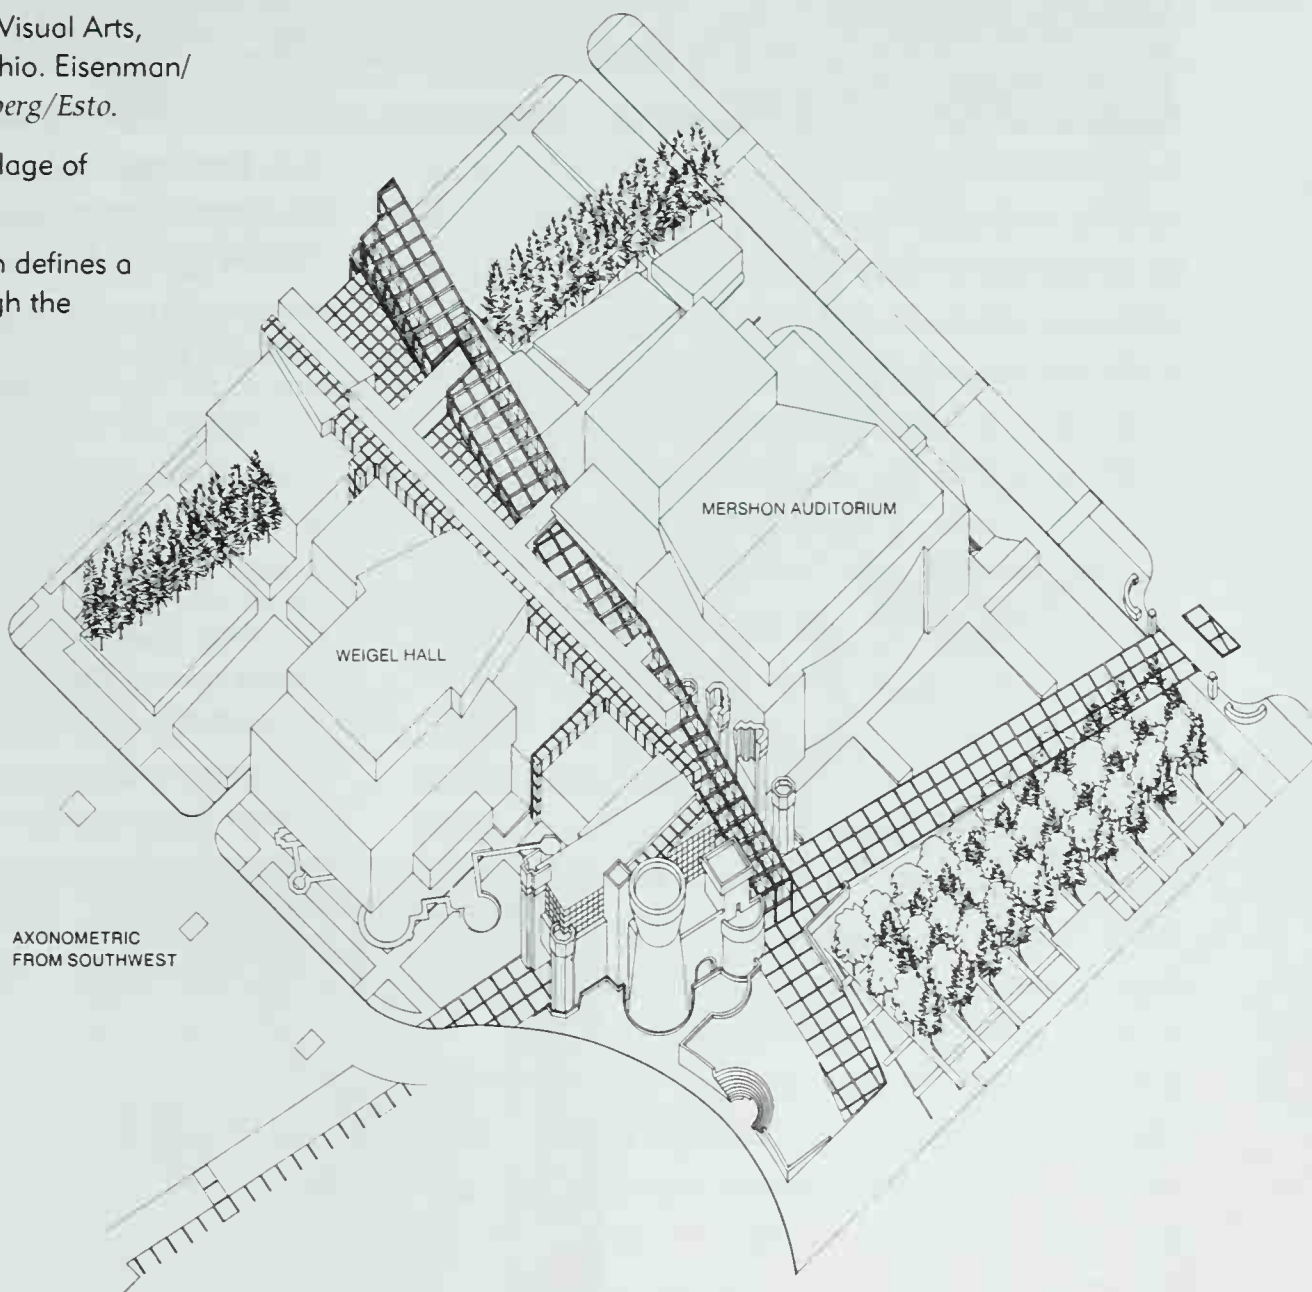 Visual Arts,
hio. Eisenman/
berg/Esto.
lage of
n defines a
gh the
MERSHON AUDITORIUM
WEIGEL HALL
AXONOMETRIC
FROM SOUTHWEST